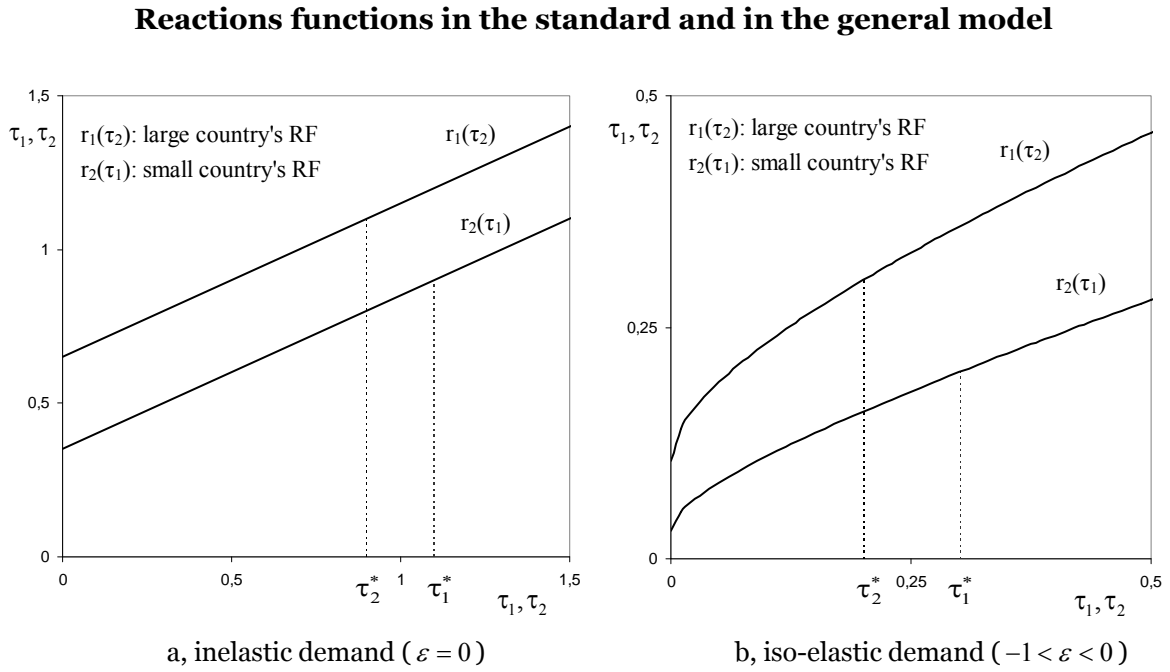 Reactions functions in the standard and in the general model
1,5
τ₁, τ₂
r₁(τ₂): large country's RF
r₂(τ₁): small country's RF
r₁(τ₂)
r₂(τ₁)
1
0,5
0
0
0,5
τ₂*
1
τ₁*
1,5
τ₁, τ₂
a, inelastic demand ( ε = 0 )
0,5
τ₁, τ₂
r₁(τ₂): large country's RF
r₂(τ₁): small country's RF
r₁(τ₂)
r₂(τ₁)
0,25
0
0
τ₂*
0,25
τ₁*
0,5
τ₁, τ₂
b, iso-elastic demand ( −1 < ε < 0 )